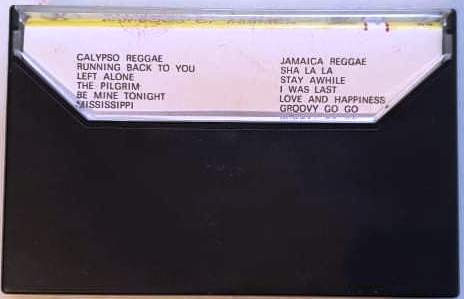 CALYPSO REGGAE
RUNNING BACK TO YOU
LEFT ALONE
THE PILGRIM
BE MINE TONIGHT
MISSISSIPPI
JAMAICA REGGAE
SHA LA LA
STAY AWHILE
I WAS LAST
LOVE AND HAPPINESS
GROOVY GO GO